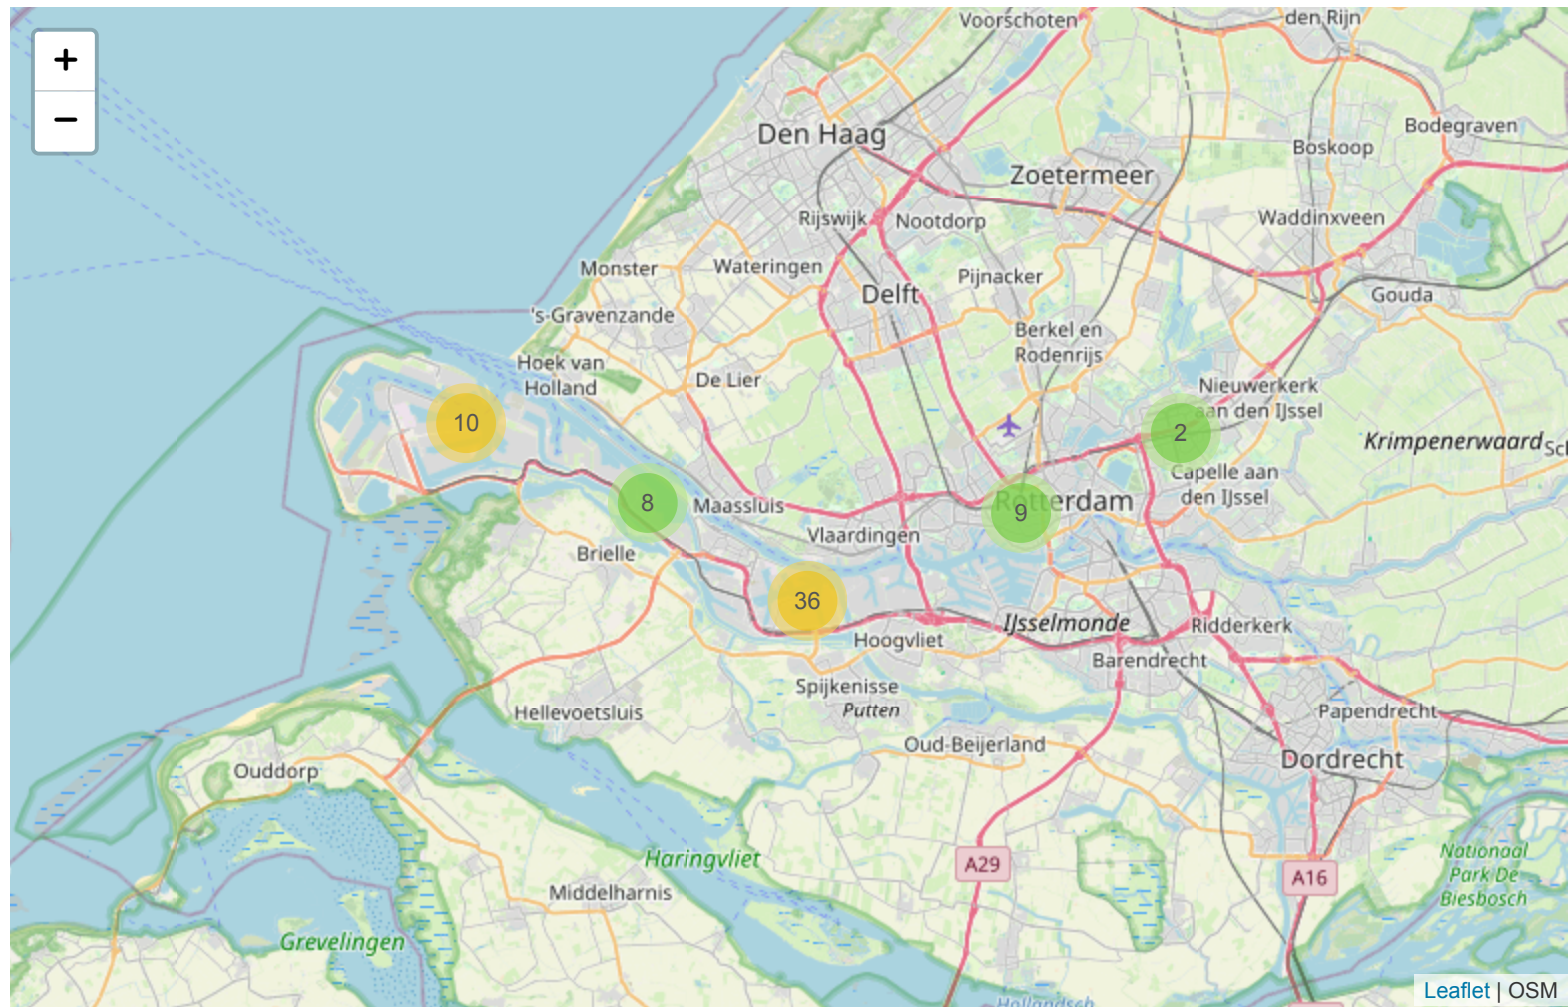 Voorschoten
den Rijn
+
−
Den Haag
Bodegraven
Boskoop
Zoetermeer
Rijswijk
Nootdorp
Waddinxveen
Monster
Wateringen
Pijnacker
Delft
Gouda
's-Gravenzande
Berkel en
Rodenrijs
Hoek van
Holland
De Lier
Nieuwerkerk
aan den IJssel
10
2
Krimpenerwaard
Capelle aan
den IJssel
8
Maassluis
Rotterdam
9
Vlaardingen
Brielle
36
Hoogvliet
IJsselmonde
Ridderkerk
Barendrecht
Spijkenisse
Putten
Hellevoetsluis
Papendrecht
Oud-Beijerland
Dordrecht
Ouddorp
Haringvliet
A29
A16
Nationaal
Park De
Biesbosch
Middelharnis
Grevelingen
Leaflet | OSM